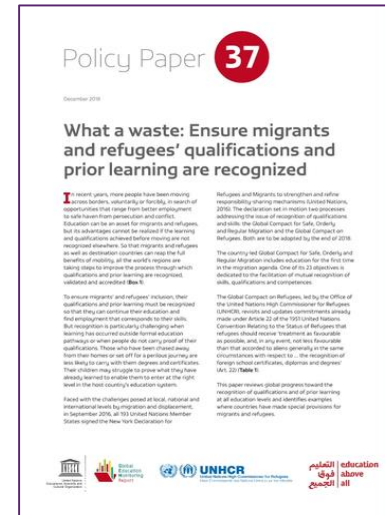 Policy Paper 37
December 2018
What a waste: Ensure migrants
and refugees’ qualifications and
prior learning are recognized
In recent years, more people have been moving
across borders, voluntarily or forcibly, in search of
opportunities that range from better employment
to safe haven from persecution and conflict.
Education can be an asset for migrants and refugees
but its advantages cannot be realized if the learning
and qualifications achieved before moving are not
recognized elsewhere. So that migrants and refugees
as well as destination countries can reap the full
benefits of mobility, all the world's regions are
taking steps to improve the process through which
qualifications and prior learning are recognized,
validated and accredited (Box 1).
To ensure migrants' and refugees' inclusion, their
qualifications and prior learning must be recognized
so that they can continue their education and
find employment that corresponds to their skills.
But recognition is particularly challenging when
learning has occurred outside formal education
pathways or when people do not carry proof of their
qualifications. Those who have been chased away
from their homes or set off for a perilous journey are
less likely to carry with them degrees and certificates.
Their children may struggle to prove what they have
already learned to enable them to enter at the right
level in the host country's education system.
Faced with the challenges posed at local, national and
international levels by migration and displacement,
in September 2016, all 193 United Nations Member
States signed the New York Declaration for
Refugees and Migrants to strengthen and refine
responsibility-sharing mechanisms (United Nations,
2016). The declaration set in motion two processes
addressing the issue of recognition of qualifications
and skills: the Global Compact for Safe, Orderly
and Regular Migration and the Global Compact on
Refugees. Both are to be adopted by the end of 2018.
The country-led Global Compact for Safe, Orderly and
Regular Migration includes education for the first time
in the migration agenda. One of its 23 objectives is
dedicated to the facilitation of mutual recognition of
skills, qualifications and competences.
The Global Compact on Refugees, led by the Office of
the United Nations High Commissioner for Refugees
(UNHCR), revisits and updates commitments already
made under Article 22 of the 1951 United Nations
Convention Relating to the Status of Refugees that
refugees should receive 'treatment as favourable
as possible, and, in any event, not less favourable
than that accorded to aliens generally in the same
circumstances with respect to ... the recognition of
foreign school certificates, diplomas and degrees'
(Art. 22) (Table 1).
This paper reviews global progress toward the
recognition of qualifications and of prior learning
at all education levels and identifies examples
where countries have made special provisions for
migrants and refugees.
Global
Education
Monitoring
Report
UNHCR
United Nations High Commissioner for Refugees
التعليم
فوق
الجميع
education
above
all